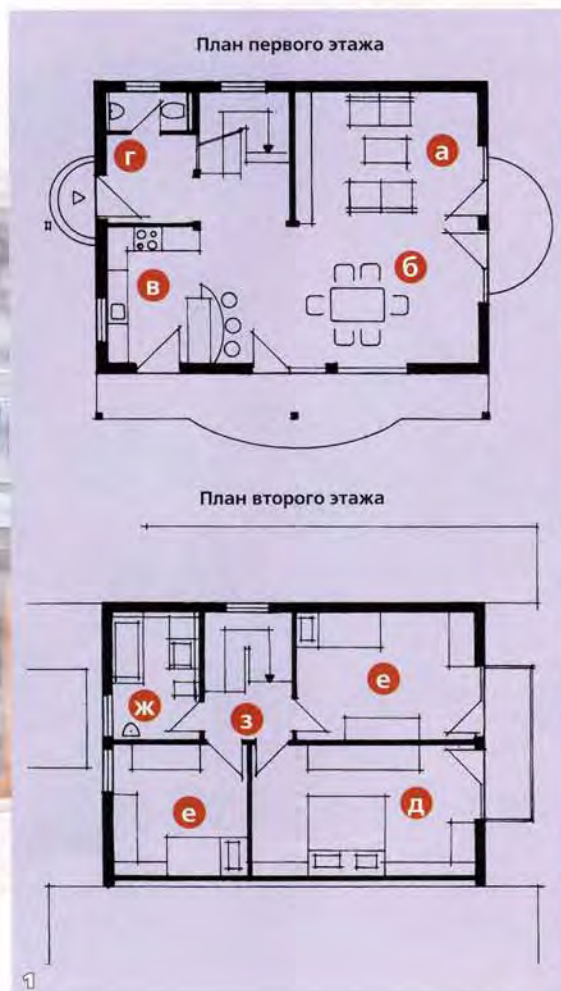 План первого этажа
г
а
б
в
План второго этажа
ж
з
е
е
д
1